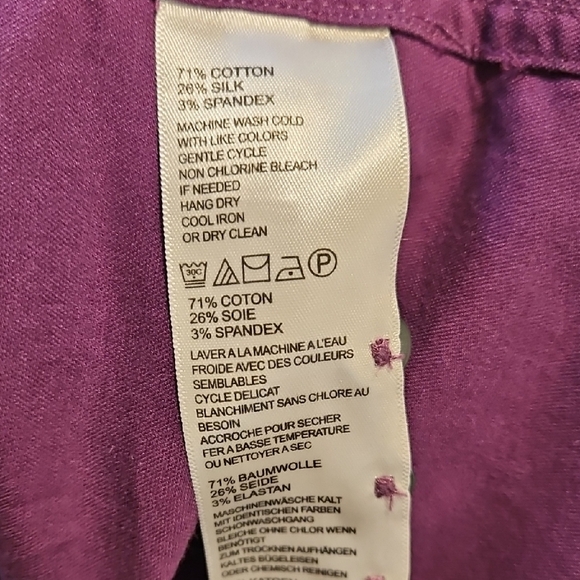 71% COTTON
26% SILK
3% SPANDEX
MACHINE WASH COLD
WITH LIKE COLORS
GENTLE CYCLE
NON CHLORINE BLEACH
IF NEEDED
HANG DRY
COOL IRON
OR DRY CLEAN
30C P
71% COTON
26% SOIE
3% SPANDEX
LAVER A LA MACHINE A L'EAU
FROIDE AVEC DES COULEURS
SEMBLABLES
CYCLE DELICAT
BLANCHIMENT SANS CHLORE AU
BESOIN
ACCROCHE POUR SECHER
FER A BASSE TEMPERATURE
OU NETTOYER A SEC
71% BAUMWOLLE
26% SEIDE
3% ELASTAN
MASCHINENWÄSCHE KALT
MIT IDENTISCHEN FARBEN
SCHONWASCHGANG
BLEICHE OHNE CHLOR WENN
BENÖTIGT
ZUM TROCKNEN AUFHÄNGEN
KALTES BÜGELEISEN
ODER CHEMISCH REINIGEN